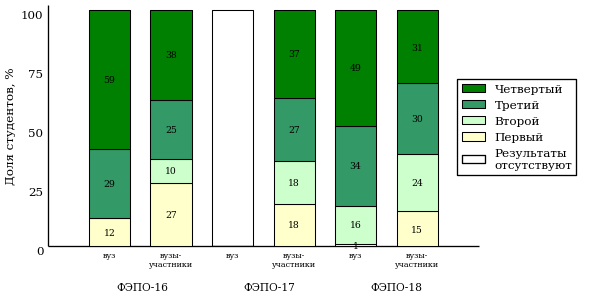 100
75
50
25
0
Доля студентов, %
59
29
12
38
25
10
27
37
27
18
18
49
34
16
1
31
30
24
15
вуз
вузы-
участники
вуз
вузы-
участники
вуз
вузы-
участники
ФЭПО-16
ФЭПО-17
ФЭПО-18
Четвертый
Третий
Второй
Первый
Результаты
отсутствуют